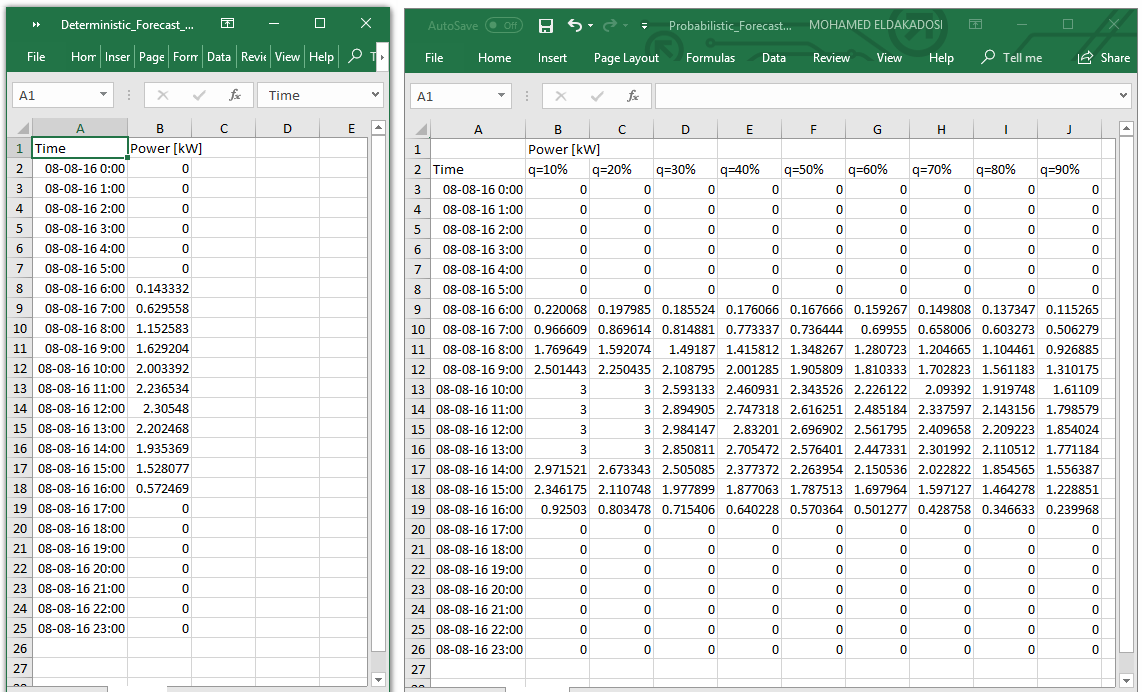 Deterministic_Forecast_...
File Hom Inser Page Forr Data Revie View Help T
A1 fx Time
A B C D E
1 Time Power [kW]
2 08-08-16 0:00 0
3 08-08-16 1:00 0
4 08-08-16 2:00 0
5 08-08-16 3:00 0
6 08-08-16 4:00 0
7 08-08-16 5:00 0
8 08-08-16 6:00 0.143332
9 08-08-16 7:00 0.629558
10 08-08-16 8:00 1.152583
11 08-08-16 9:00 1.629204
12 08-08-16 10:00 2.003392
13 08-08-16 11:00 2.236534
14 08-08-16 12:00 2.30548
15 08-08-16 13:00 2.202468
16 08-08-16 14:00 1.935369
17 08-08-16 15:00 1.528077
18 08-08-16 16:00 0.572469
19 08-08-16 17:00 0
20 08-08-16 18:00 0
21 08-08-16 19:00 0
22 08-08-16 20:00 0
23 08-08-16 21:00 0
24 08-08-16 22:00 0
25 08-08-16 23:00 0
26
27
AutoSave Off Probabilistic_Forecast... MOHAMED ELDAKADOSI
File Home Insert Page Layout Formulas Data Review View Help Tell me Share
A1 fx
A B C D E F G H I J
1 Power [kW]
2 Time q=10% q=20% q=30% q=40% q=50% q=60% q=70% q=80% q=90%
3 08-08-16 0:00 0 0 0 0 0 0 0 0 0
4 08-08-16 1:00 0 0 0 0 0 0 0 0 0
5 08-08-16 2:00 0 0 0 0 0 0 0 0 0
6 08-08-16 3:00 0 0 0 0 0 0 0 0 0
7 08-08-16 4:00 0 0 0 0 0 0 0 0 0
8 08-08-16 5:00 0 0 0 0 0 0 0 0 0
9 08-08-16 6:00 0.220068 0.197985 0.185524 0.176066 0.167666 0.159267 0.149808 0.137347 0.115265
10 08-08-16 7:00 0.966609 0.869614 0.814881 0.773337 0.736444 0.69955 0.658006 0.603273 0.506279
11 08-08-16 8:00 1.769649 1.592074 1.49187 1.415812 1.348267 1.280723 1.204665 1.104461 0.926885
12 08-08-16 9:00 2.501443 2.250435 2.108795 2.001285 1.905809 1.810333 1.702823 1.561183 1.310175
13 08-08-16 10:00 3 3 2.593133 2.460931 2.343526 2.226122 2.09392 1.919748 1.61109
14 08-08-16 11:00 3 3 2.894905 2.747318 2.616251 2.485184 2.337597 2.143156 1.798579
15 08-08-16 12:00 3 3 2.984147 2.83201 2.696902 2.561795 2.409658 2.209223 1.854024
16 08-08-16 13:00 3 3 2.850811 2.705472 2.576401 2.447331 2.301992 2.110512 1.771184
17 08-08-16 14:00 2.971521 2.673343 2.505085 2.377372 2.263954 2.150536 2.022822 1.854565 1.556387
18 08-08-16 15:00 2.346175 2.110748 1.977899 1.877063 1.787513 1.697964 1.597127 1.464278 1.228851
19 08-08-16 16:00 0.92503 0.803478 0.715406 0.640228 0.570364 0.501277 0.428758 0.346633 0.239968
20 08-08-16 17:00 0 0 0 0 0 0 0 0 0
21 08-08-16 18:00 0 0 0 0 0 0 0 0 0
22 08-08-16 19:00 0 0 0 0 0 0 0 0 0
23 08-08-16 20:00 0 0 0 0 0 0 0 0 0
24 08-08-16 21:00 0 0 0 0 0 0 0 0 0
25 08-08-16 22:00 0 0 0 0 0 0 0 0 0
26 08-08-16 23:00 0 0 0 0 0 0 0 0 0
27